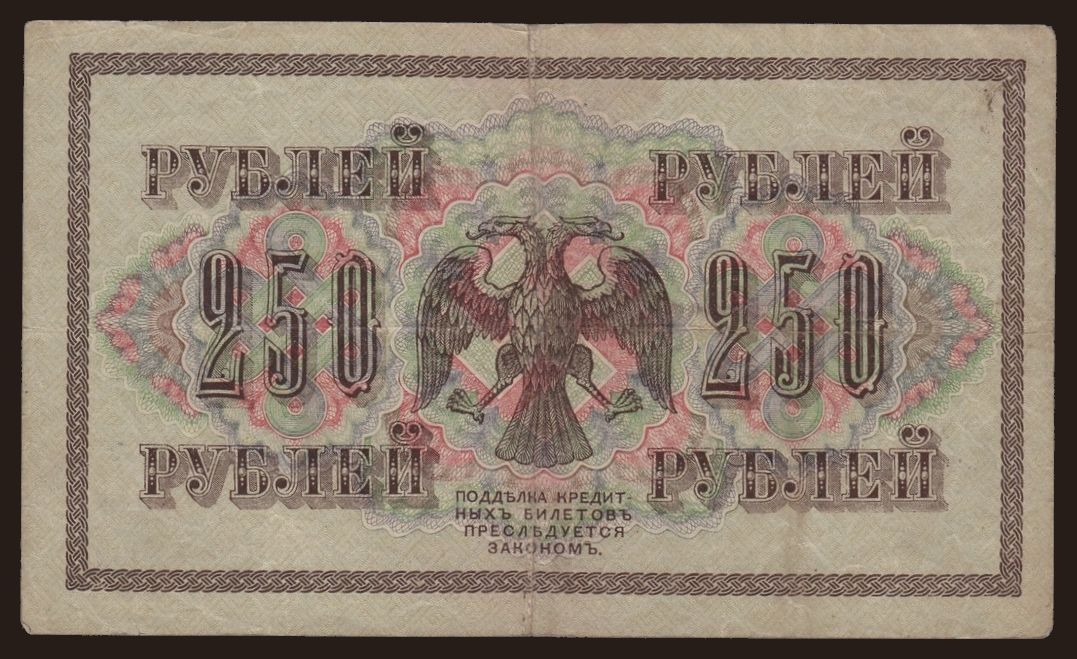 РУБЛЕЙ РУБЛЕЙ
250 250
РУБЛЕЙ РУБЛЕЙ
ПОДДѢЛКА КРЕДИТ-
НЫХЪ БИЛЕТОВЪ
ПРЕСЛѢДУЕТСЯ
ЗАКОНОМЪ.